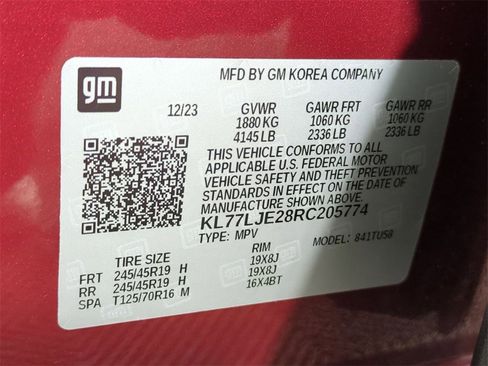 gm
MFD BY GM KOREA COMPANY
12/23 GVWR GAWR FRT GAWR RR
1880 KG 1060 KG 1060 KG
4145 LB 2336 LB 2336 LB
THIS VEHICLE CONFORMS TO ALL
APPLICABLE U.S. FEDERAL MOTOR
VEHICLE SAFETY AND THEFT PREVENTION
STANDARDS IN EFFECT ON THE DATE OF
MANUFACTURE SHOWN ABOVE.
KL77LJE28RC205774
TYPE: MPV MODEL: 841TU58
TIRE SIZE RIM
FRT 245/45R19 H 19X8J
RR 245/45R19 H 19X8J
SPA T125/70R16 M 16X4BT